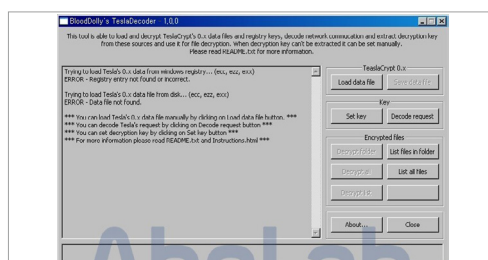 BloodDolly's TeslaDecoder - 1,0,0
This tool is able to load and decrypt TeslaCrypt's 0.x data files and registry keys, decode network communication and extract decryption key
from these sources and use it for file decryption. When decryption key can't be extracted it can be set manually.
Please read README.txt for more information.
Trying to load Tesla's 0.x data from windows registry... (ecc, ezz, exx)
ERROR - Registry entry not found or incorrect.
Trying to load Tesla's 0.x data file from disk... (ecc, ezz, exx)
ERROR - Data file not found.
*** You can load Tesla's 0.x data file manually by clicking on Load data file button. ***
*** You can decode Tesla's request by clicking on Decode request button ***
*** You can set decryption key by clicking on Set key button ***
*** For more information please read README.txt and Instructions.html ***
TeaslaCrypt 0.x
Load data file
Save data file
Key
Set key
Decode request
Encrypted files
Decrypt folder
List files in folder
Decrypt all
List all files
Decrypt list
About...
Close